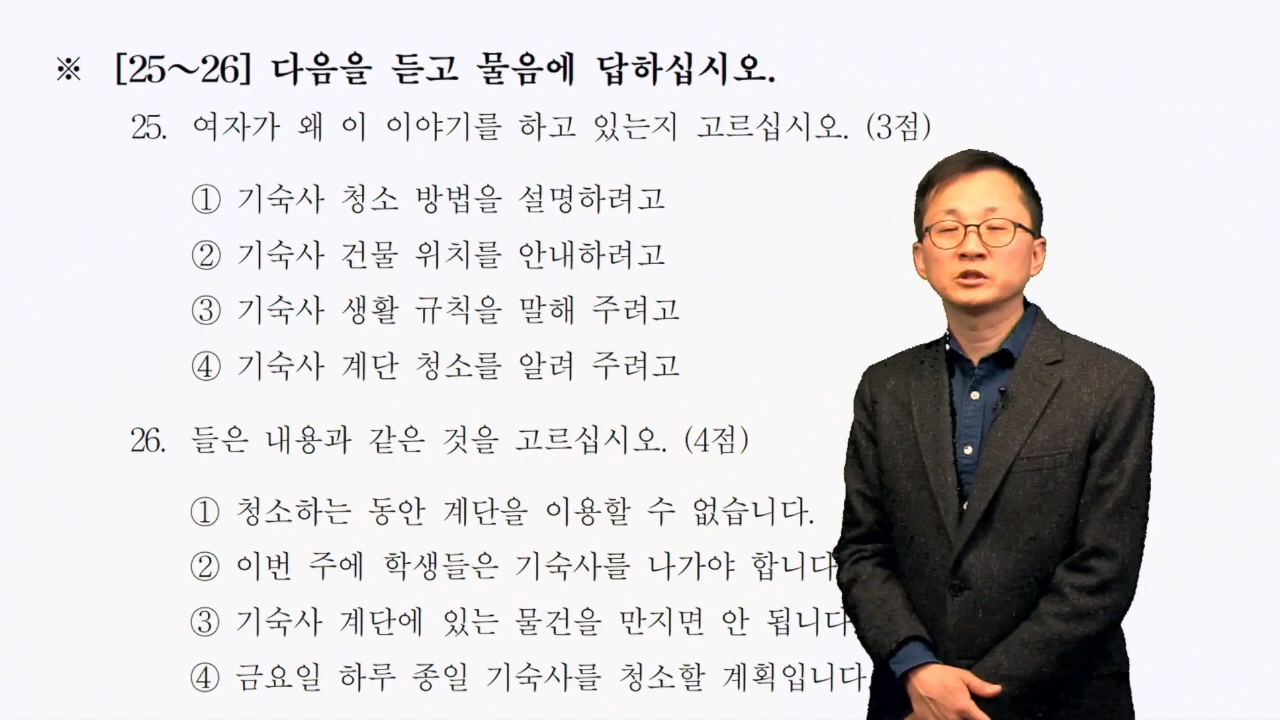 ※ [25～26] 다음을 듣고 물음에 답하십시오.
25. 여자가 왜 이 이야기를 하고 있는지 고르십시오. (3점)
① 기숙사 청소 방법을 설명하려고
② 기숙사 건물 위치를 안내하려고
③ 기숙사 생활 규칙을 말해 주려고
④ 기숙사 계단 청소를 알려 주려고
26. 들은 내용과 같은 것을 고르십시오. (4점)
① 청소하는 동안 계단을 이용할 수 없습니다.
② 이번 주에 학생들은 기숙사를 나가야 합니다
③ 기숙사 계단에 있는 물건을 만지면 안 됩니다
④ 금요일 하루 종일 기숙사를 청소할 계획입니다.